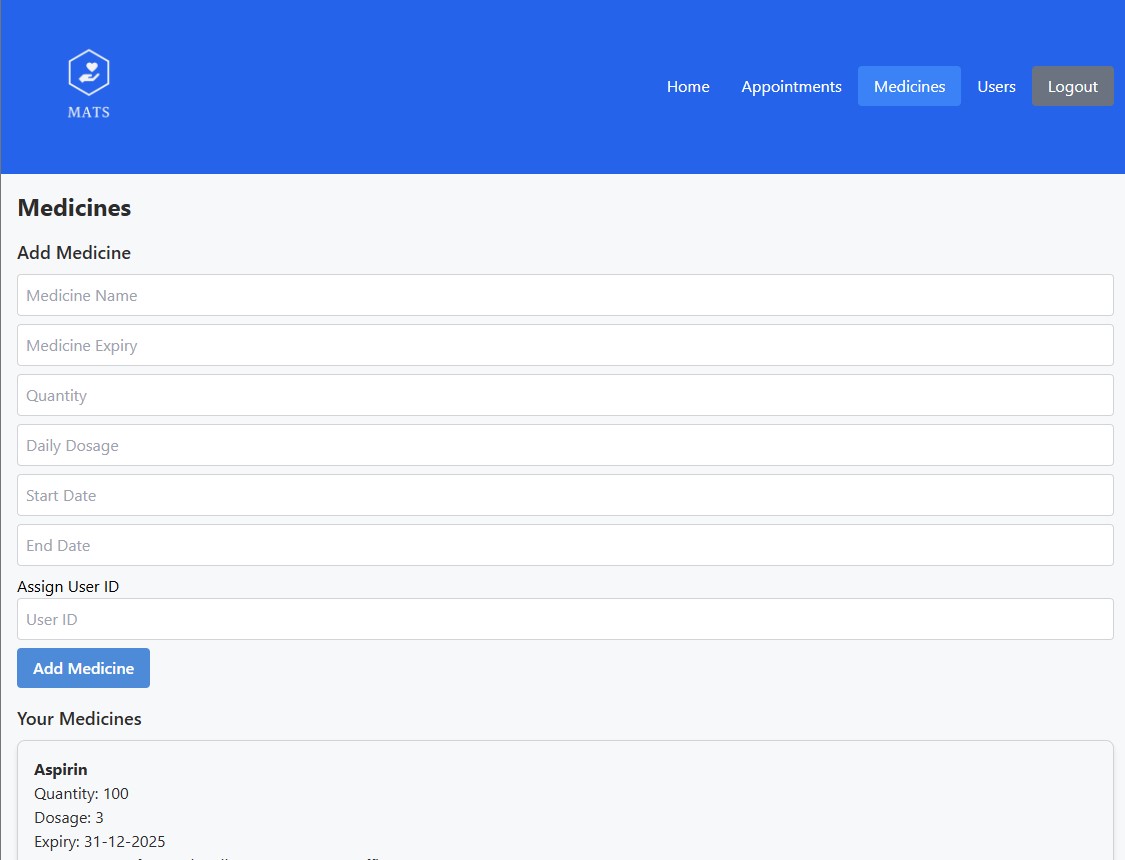 MATS
Home
Appointments
Medicines
Users
Logout
Medicines
Add Medicine
Medicine Name
Medicine Expiry
Quantity
Daily Dosage
Start Date
End Date
Assign User ID
User ID
Add Medicine
Your Medicines
Aspirin
Quantity: 100
Dosage: 3
Expiry: 31-12-2025